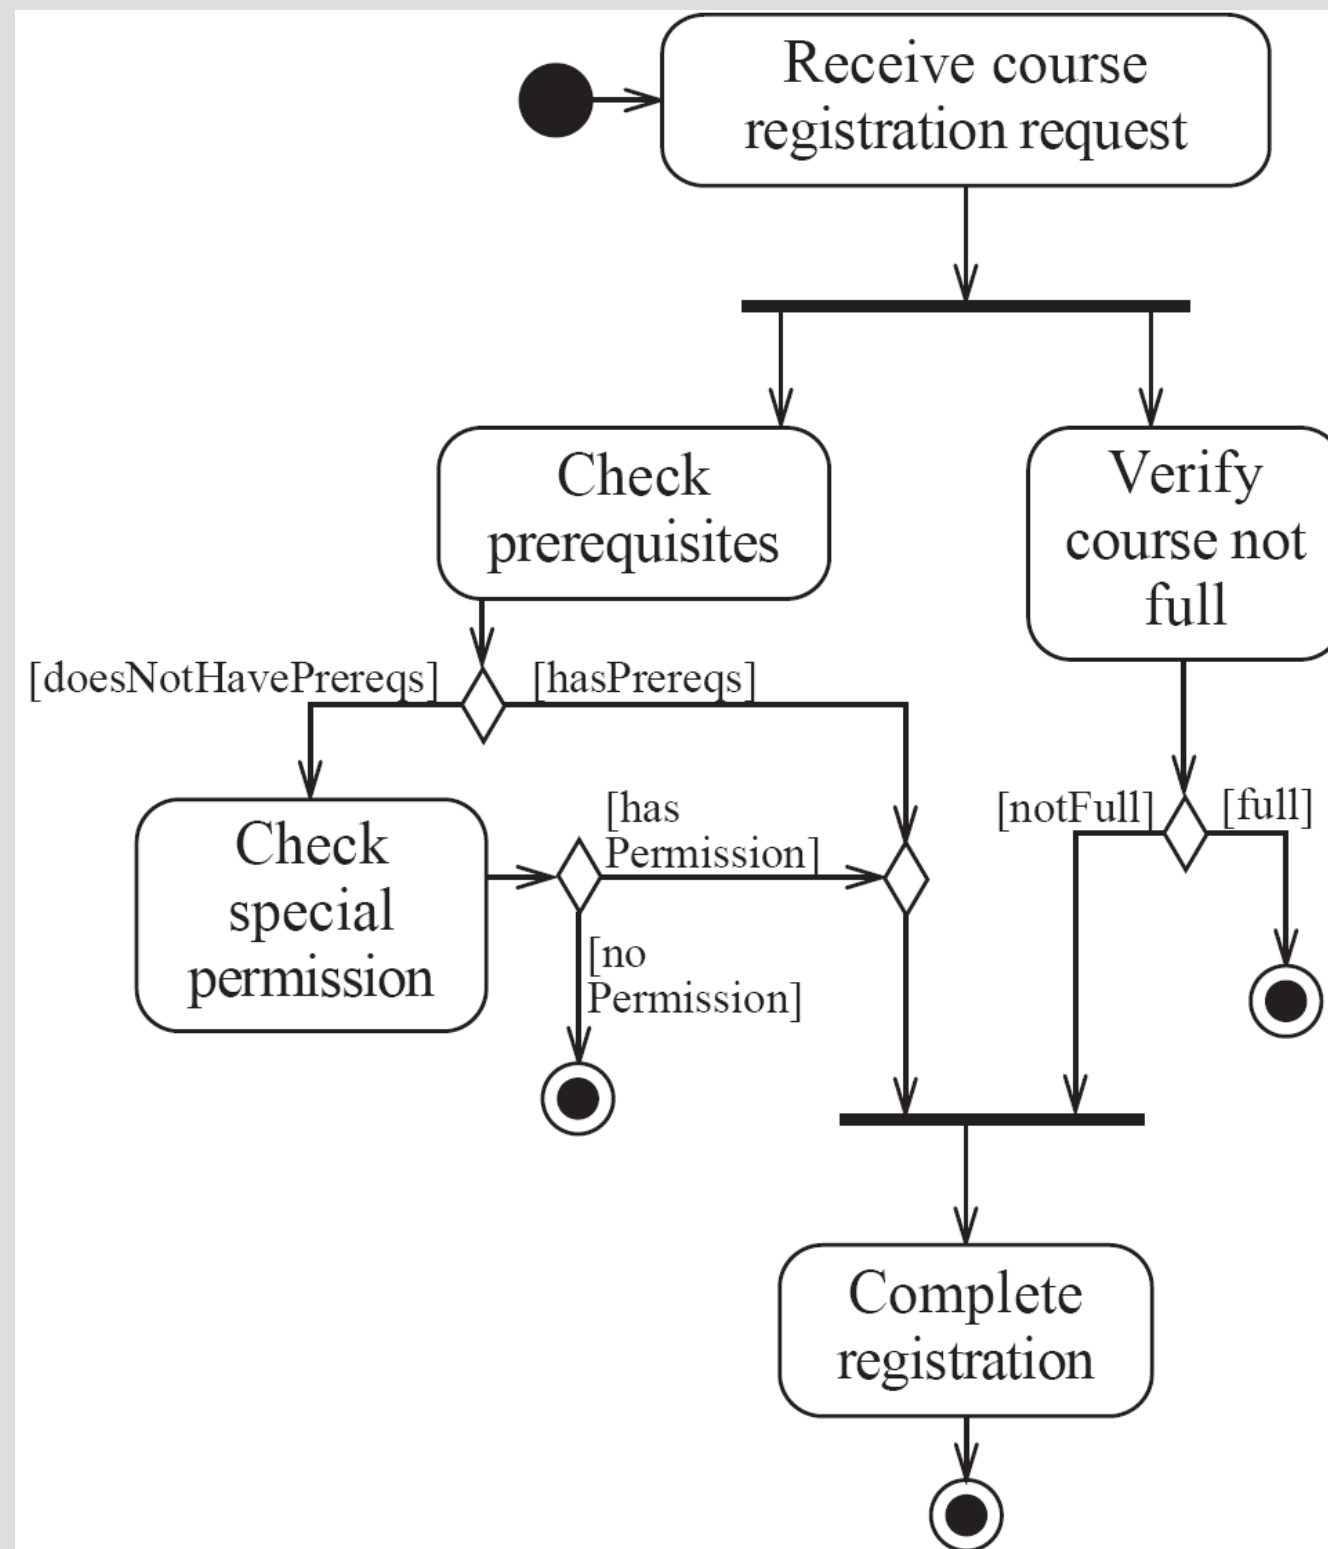 Receive course
registration request
Check
prerequisites
Verify
course not
full
[doesNotHavePrereqs]
[hasPrereqs]
[notFull]
[full]
Check
special
permission
[has
Permission]
[no
Permission]
Complete
registration